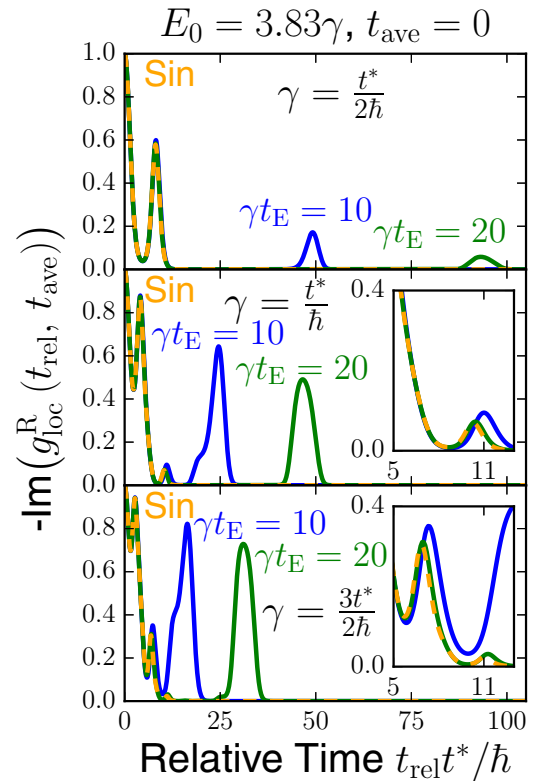 E₀ = 3.83γ, t_ave = 0
-Im(g^R_loc(t_rel, t_ave))
1.0
0.8
0.6
0.4
0.2
0.0
Sin
γ = t*/2ħ
γt_E = 10
γt_E = 20
0.8
0.6
0.4
0.2
0.0
Sin
γ = t*/ħ
γt_E = 10
γt_E = 20
0.4
0.0
5
11
0.8
0.6
0.4
0.2
0.0
Sin
γt_E = 10
γt_E = 20
γ = 3t*/2ħ
0.4
0.0
5
11
0
25
50
75
100
Relative Time t_rel t*/ħ